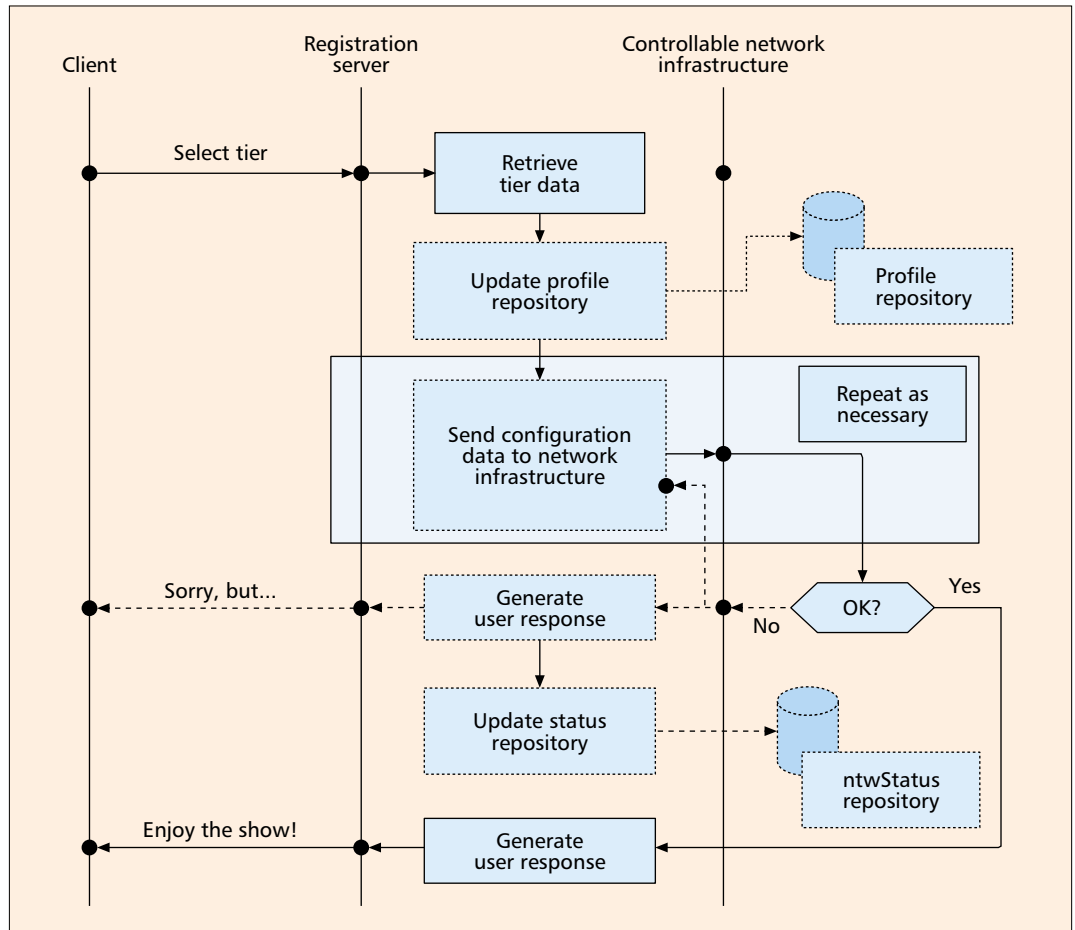 Client
Registration
server
Controllable network
infrastructure
Select tier
Retrieve
tier data
Update profile
repository
Profile
repository
Repeat as
necessary
Send configuration
data to network
infrastructure
Sorry, but...
Generate
user response
No
OK?
Yes
Update status
repository
ntwStatus
repository
Enjoy the show!
Generate
user response